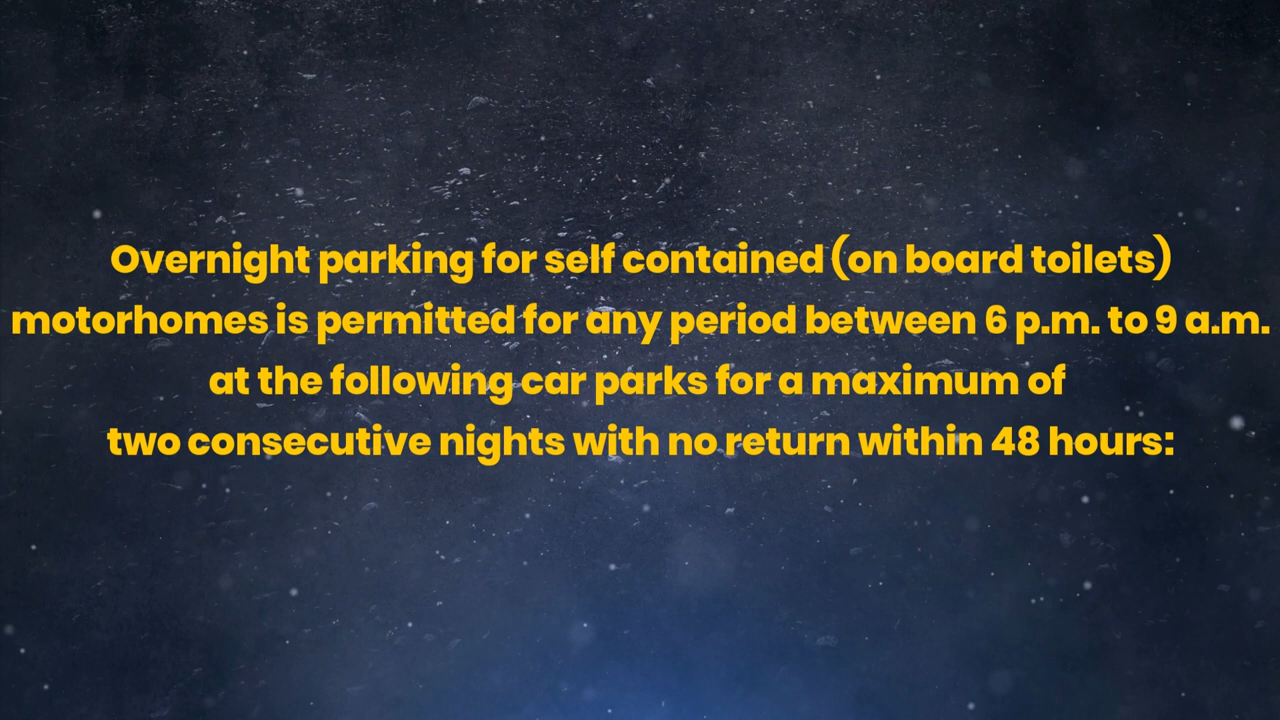 Overnight parking for self contained (on board toilets)
motorhomes is permitted for any period between 6 p.m. to 9 a.m.
at the following car parks for a maximum of
two consecutive nights with no return within 48 hours: